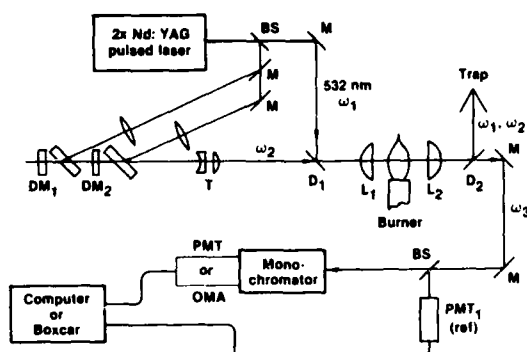 2x Nd: YAG
pulsed laser
BS
M
M
M
532 nm
ω1
Trap
ω1, ω2
DM1
DM2
T
ω2
D1
L1
Burner
L2
D2
M
ω3
M
BS
PMT
or
OMA
Mono-
chromator
Computer
or
Boxcar
PMT1
(ref)